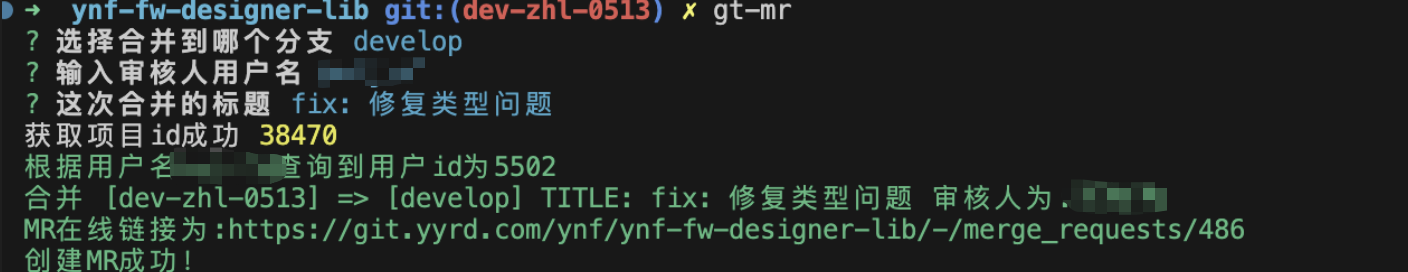 ➜ ynf-fw-designer-lib git:(dev-zhl-0513) ✗ gt-mr
? 选择合并到哪个分支 develop
? 输入审核人用户名
? 这次合并的标题 fix: 修复类型问题
获取项目id成功 38470
根据用户名 查询到用户id为5502
合并 [dev-zhl-0513] => [develop] TITLE: fix: 修复类型问题 审核人为
MR在线链接为:https://git.yyrd.com/ynf/ynf-fw-designer-lib/-/merge_requests/486
创建MR成功!